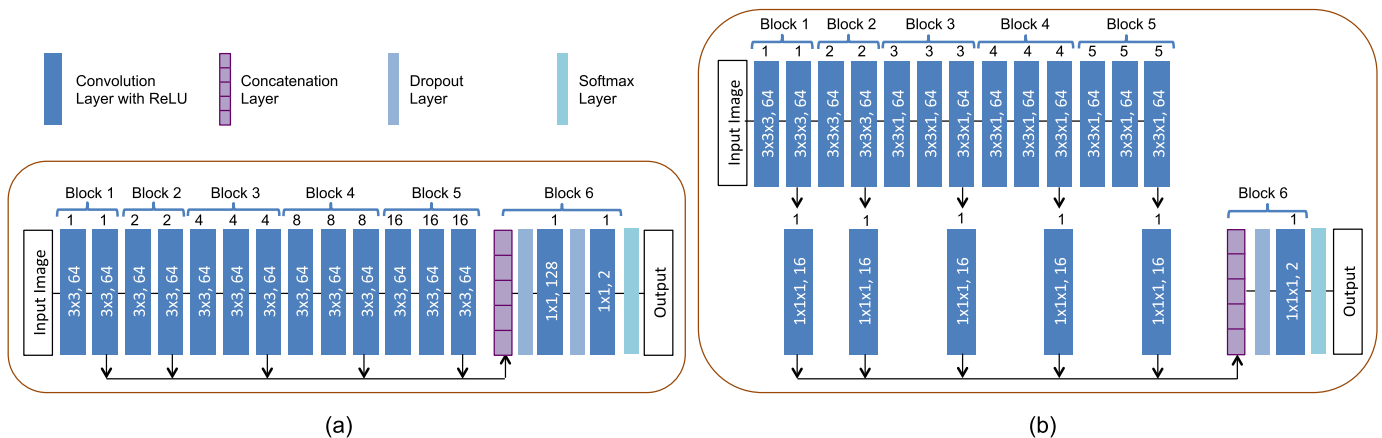 Convolution
Layer with ReLU
Concatenation
Layer
Dropout
Layer
Softmax
Layer
Block 1 Block 2 Block 3 Block 4 Block 5 Block 6
1 1 2 2 4 4 4 8 8 8 16 16 16 1 1
Input Image
3x3, 64
3x3, 64
3x3, 64
3x3, 64
3x3, 64
3x3, 64
3x3, 64
3x3, 64
3x3, 64
3x3, 64
3x3, 64
3x3, 64
3x3, 64
1x1, 128
1x1, 2
Output
(a)
Block 1 Block 2 Block 3 Block 4 Block 5
1 1 2 2 3 3 3 4 4 4 5 5 5
Input Image
3x3x3, 64
3x3x3, 64
3x3x3, 64
3x3x3, 64
3x3x1, 64
3x3x1, 64
3x3x1, 64
3x3x1, 64
3x3x1, 64
3x3x1, 64
3x3x1, 64
3x3x1, 64
3x3x1, 64
Block 6
1 1 1 1 1 1
1x1x1, 16
1x1x1, 16
1x1x1, 16
1x1x1, 16
1x1x1, 16
1x1x1, 2
Output
(b)